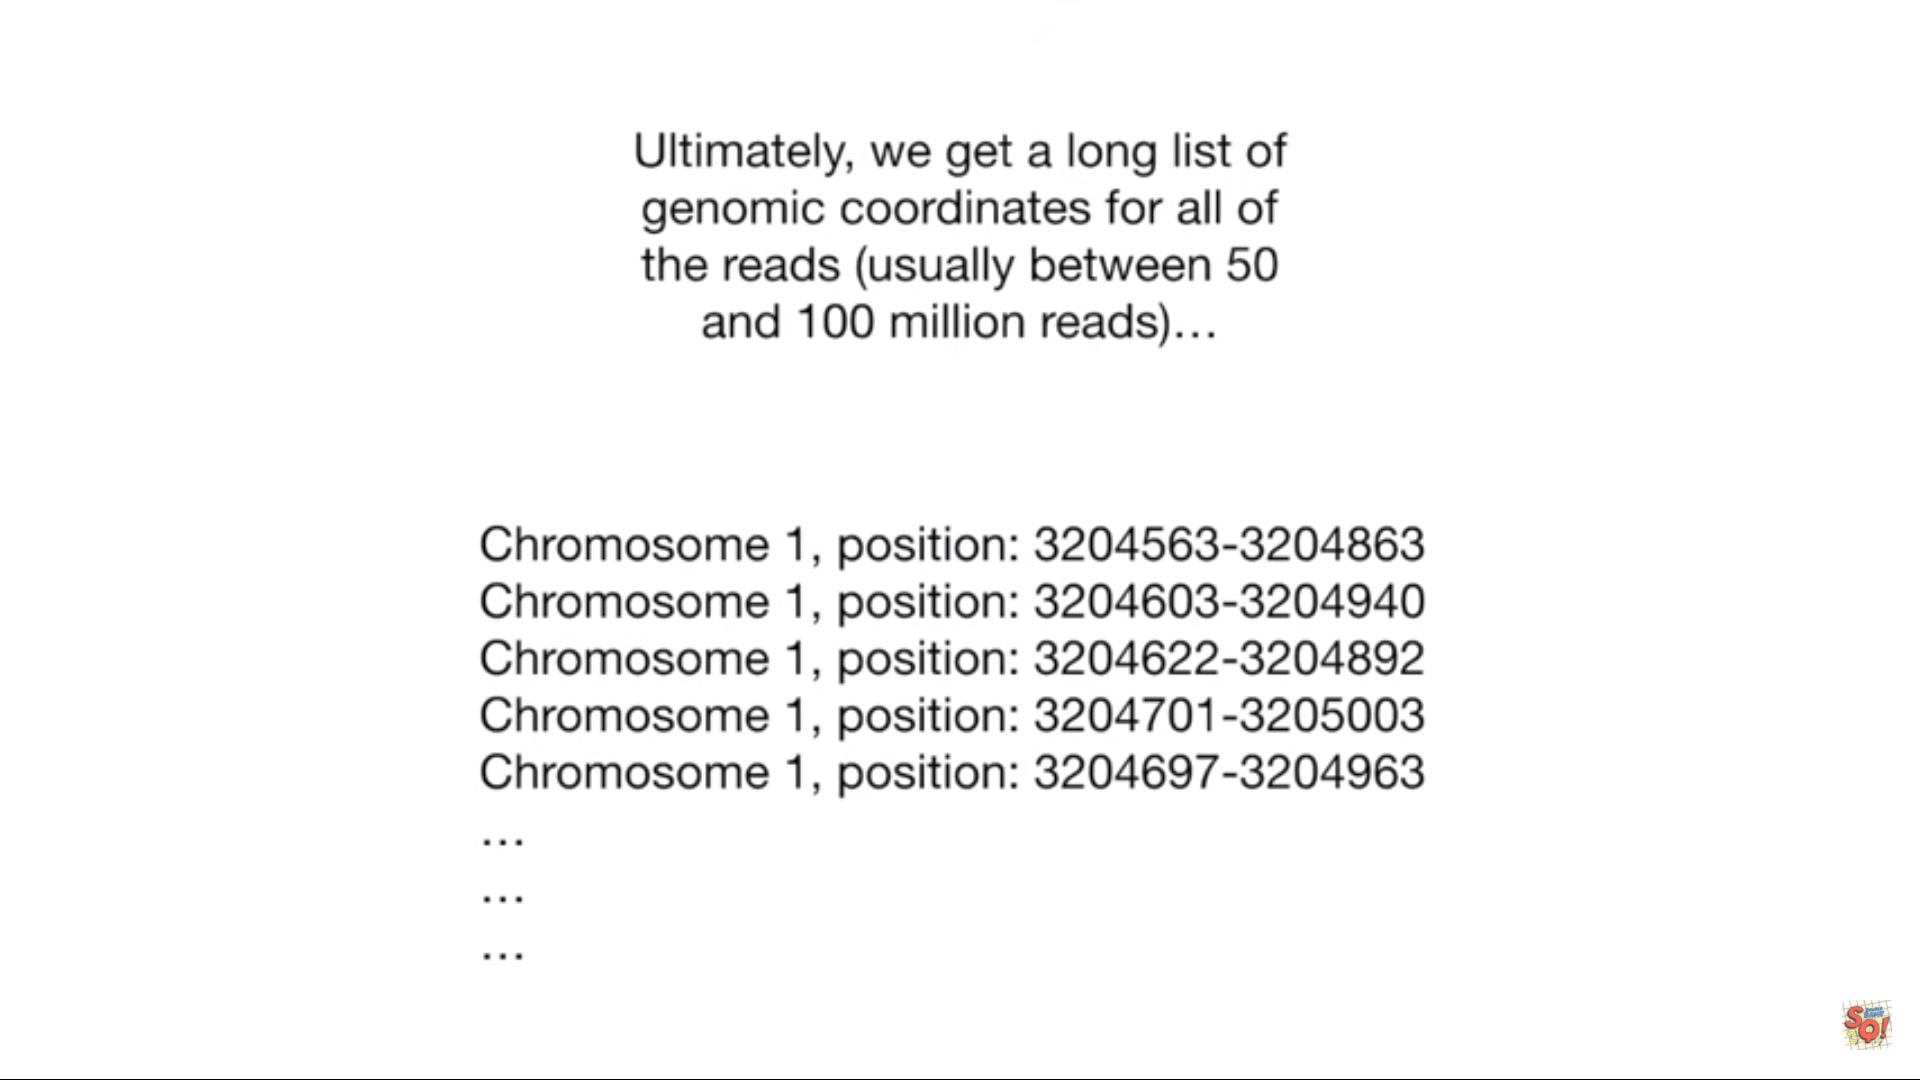 Ultimately, we get a long list of
genomic coordinates for all of
the reads (usually between 50
and 100 million reads)…
Chromosome 1, position: 3204563-3204863
Chromosome 1, position: 3204603-3204940
Chromosome 1, position: 3204622-3204892
Chromosome 1, position: 3204701-3205003
Chromosome 1, position: 3204697-3204963
…
…
…
SQ!